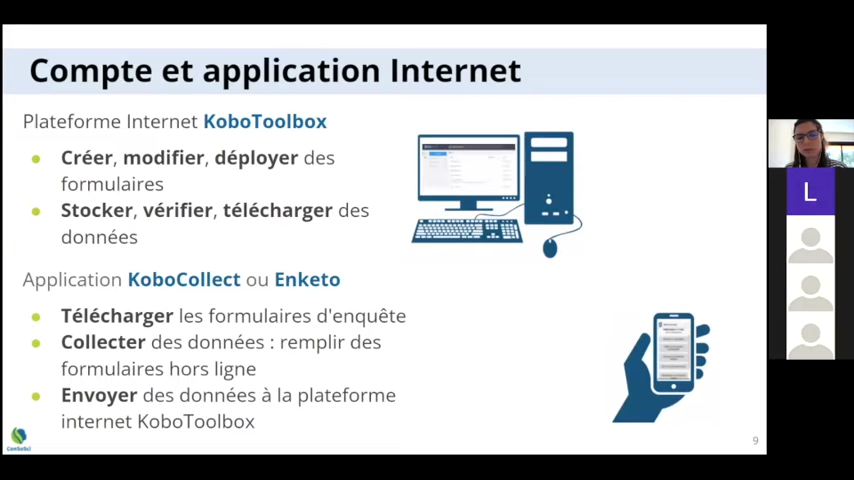 Compte et application Internet
Plateforme Internet KoboToolbox
Créer, modifier, déployer des
formulaires
Stocker, vérifier, télécharger des
données
Application KoboCollect ou Enketo
Télécharger les formulaires d'enquête
Collecter des données : remplir des
formulaires hors ligne
Envoyer des données à la plateforme
internet KoboToolbox
9
L